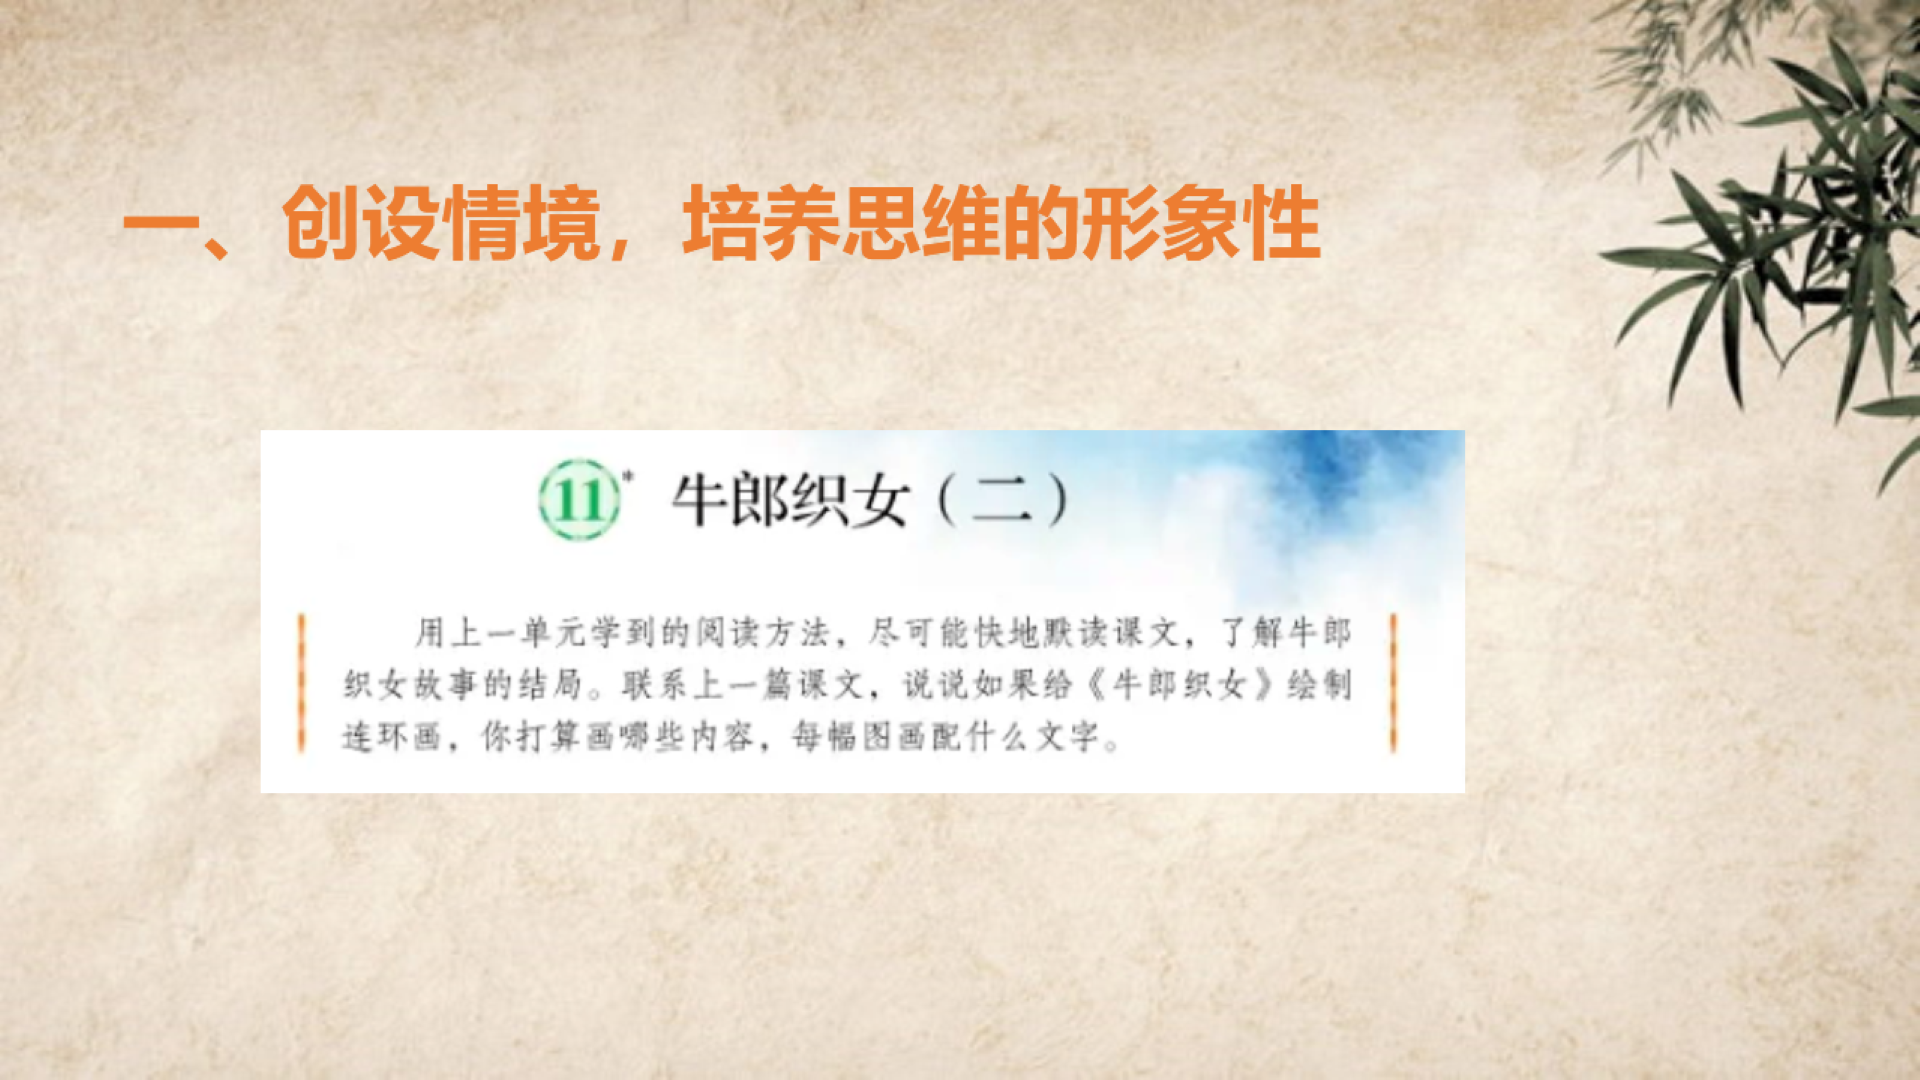 一、创设情境，培养思维的形象性
11* 牛郎织女（二）
用上一单元学到的阅读方法，尽可能快地默读课文，了解牛郎
织女故事的结局。联系上一篇课文，说说如果给《牛郎织女》绘制
连环画，你打算画哪些内容，每幅图画配什么文字。